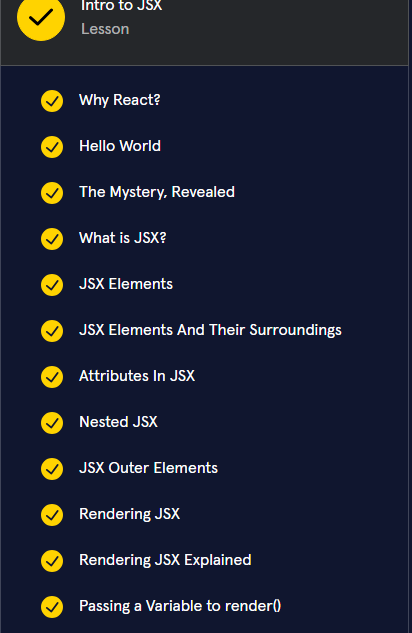 Intro to JSX
Lesson
Why React?
Hello World
The Mystery, Revealed
What is JSX?
JSX Elements
JSX Elements And Their Surroundings
Attributes In JSX
Nested JSX
JSX Outer Elements
Rendering JSX
Rendering JSX Explained
Passing a Variable to render()